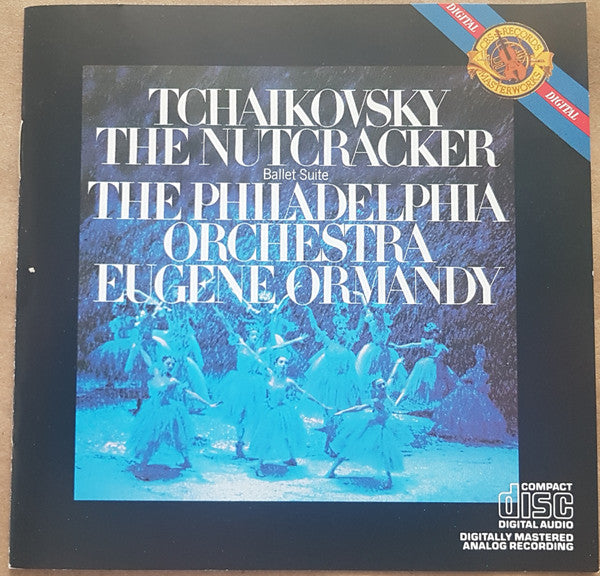 DIGITAL
CBS RECORDS
MASTERWORKS
DIGITAL
TCHAIKOVSKY
THE NUTCRACKER
Ballet Suite
THE PHILADELPHIA
ORCHESTRA
EUGENE ORMANDY
COMPACT
disc
DIGITAL AUDIO
DIGITALLY MASTERED
ANALOG RECORDING